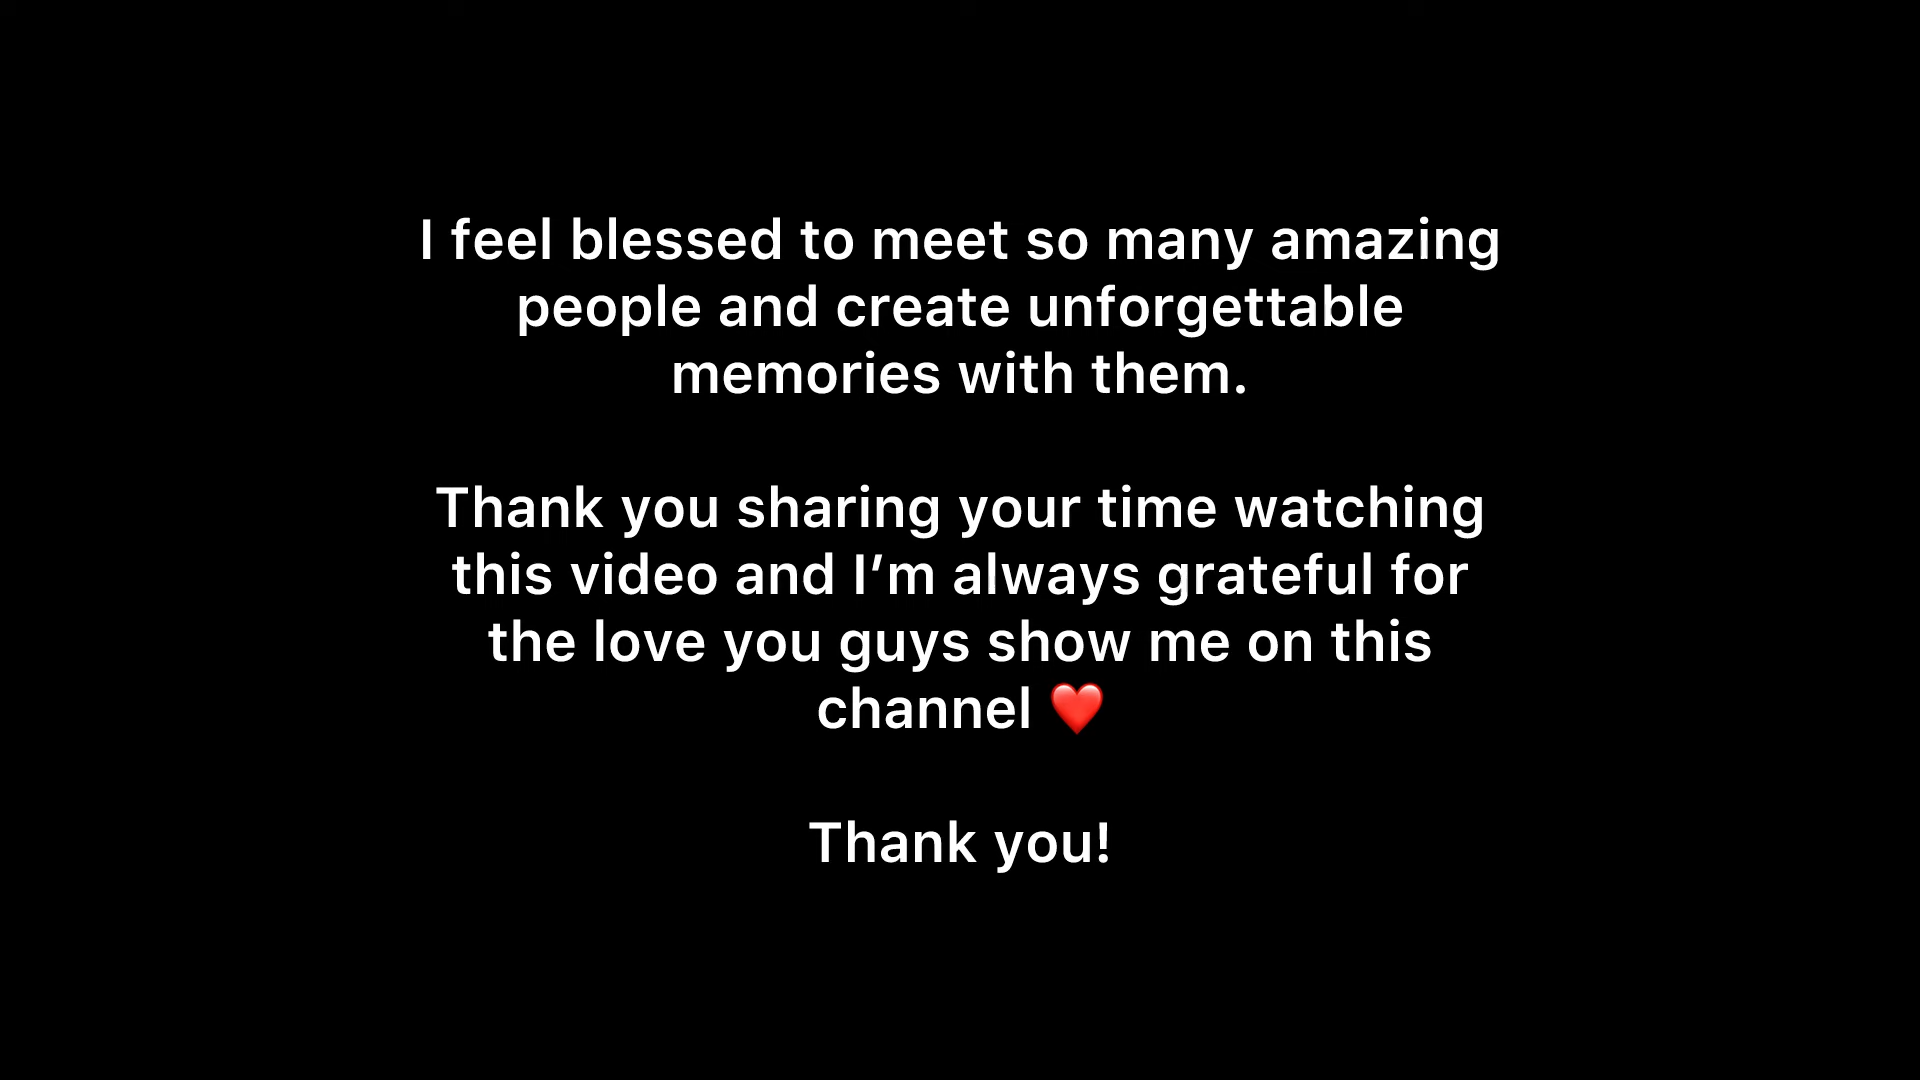 I feel blessed to meet so many amazing
people and create unforgettable
memories with them.
Thank you sharing your time watching
this video and I’m always grateful for
the love you guys show me on this
channel ❤️
Thank you!